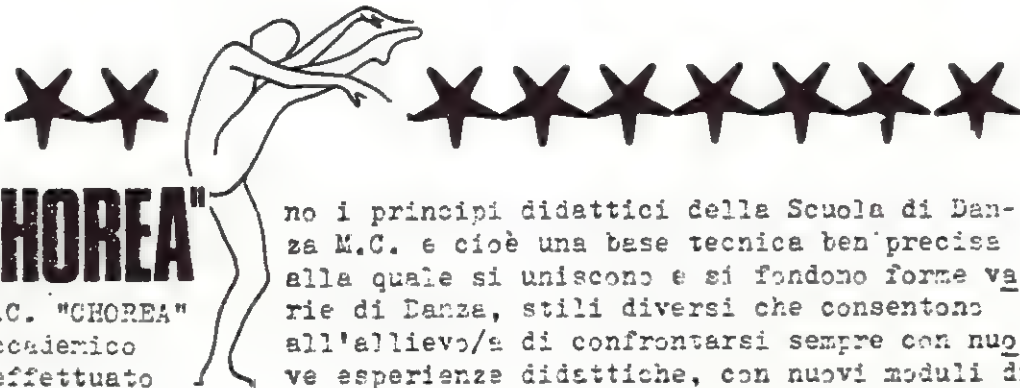 HOREA"
.C. "CHOREA"
ccademico
effettuato
no i principi didattici della Scuola di Dan-
za M.C. e cioè una base tecnica ben precisa
alla quale si uniscono e si fondono forme va
rie di Danza, stili diversi che consentono
all'allievo/a di confrontarsi sempre con nuo
ve esperienze didattiche, con nuovi moduli di